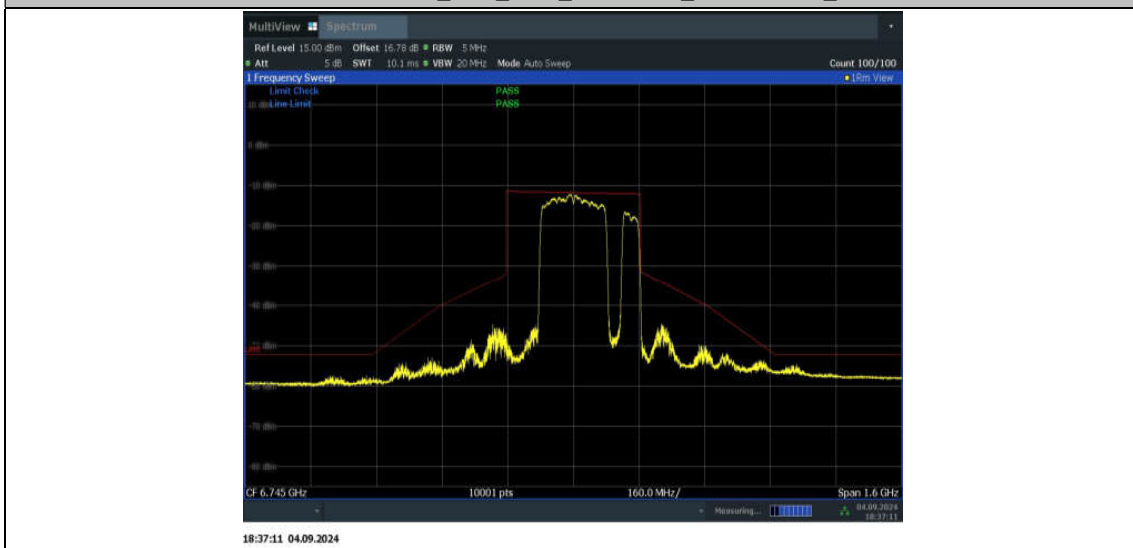 MultiView Spectrum
Ref Level 15.00 dBm Offset 16.78 dB RBW 5 MHz
Att 5 dB SWT 10.1 ms VBW 20 MHz Mode Auto Sweep Count 100/100
1 Frequency Sweep 1Rm View
Limit Check PASS
10 dBm Line Limit PASS
0 dBm
-10 dBm
-20 dBm
-30 dBm
-40 dBm
-70 dBm
-80 dBm
CF 6.745 GHz 10001 pts 160.0 MHz/ Span 1.6 GHz
Measuring... 04.09.2024
18:37:11
18:37:11 04.09.2024